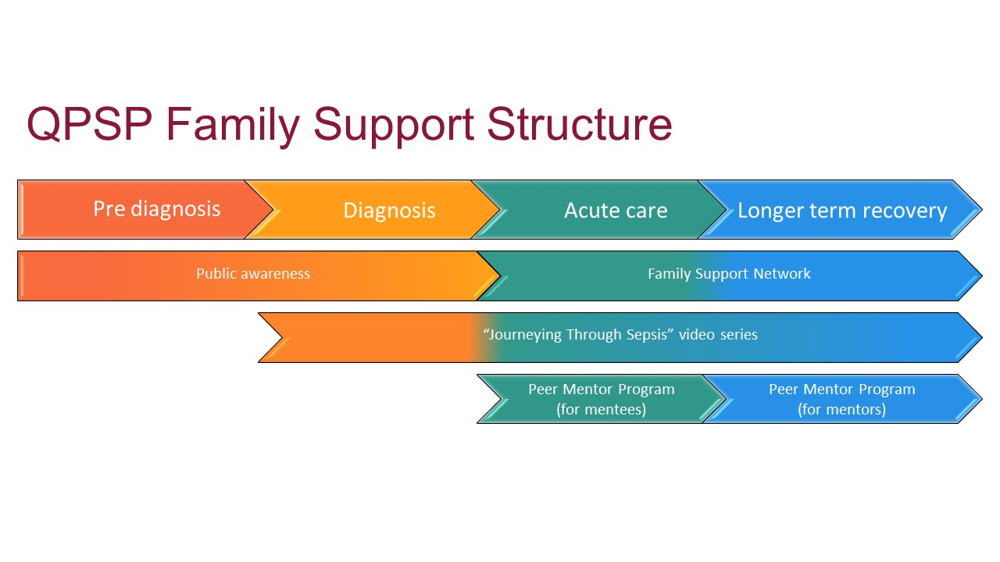 QPSP Family Support Structure
Pre diagnosis
Diagnosis
Acute care
Longer term recovery
Public awareness
Family Support Network
“Journeying Through Sepsis” video series
Peer Mentor Program
(for mentees)
Peer Mentor Program
(for mentors)